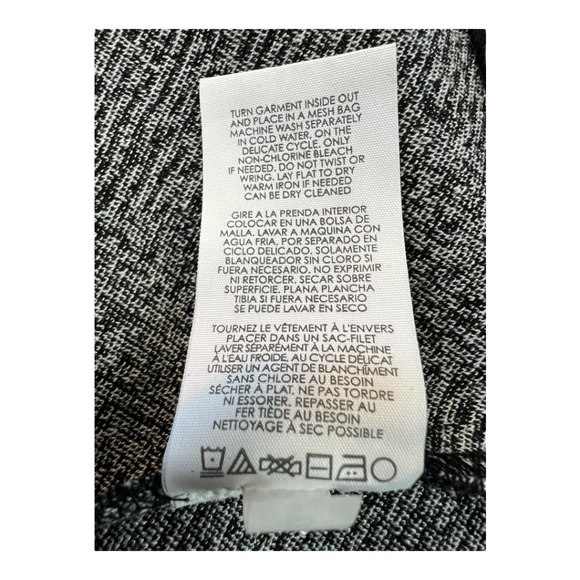 TURN GARMENT INSIDE OUT
AND PLACE IN A MESH BAG
MACHINE WASH SEPARATELY
IN COLD WATER, ON THE
DELICATE CYCLE. ONLY
NON-CHLORINE BLEACH
IF NEEDED. DO NOT TWIST OR
WRING. LAY FLAT TO DRY
WARM IRON IF NEEDED
CAN BE DRY CLEANED
GIRE A LA PRENDA INTERIOR
COLOCAR EN UNA BOLSA DE
MALLA. LAVAR A MAQUINA CON
AGUA FRIA, POR SEPARADO EN
CICLO DELICADO. SOLAMENTE
BLANQUEADOR SIN CLORO SI
FUERA NECESARIO. NO EXPRIMIR
NI RETORCER. SECAR SOBRE
SUPERFICIE. PLANA PLANCHA
TIBIA SI FUERA NECESARIO
SE PUEDE LAVAR EN SECO
TOURNEZ LE VÊTEMENT À L'ENVERS
PLACER DANS UN SAC-FILET
LAVER SÉPARÉMENT À LA MACHINE
À L'EAU FROIDE, AU CYCLE DÉLICAT
UTILISER UN AGENT DE BLANCHIMENT
SANS CHLORE AU BESOIN
SÉCHER À PLAT, NE PAS TORDRE
NI ESSORER. REPASSER AU
FER TIÈDE AU BESOIN
NETTOYAGE À SEC POSSIBLE